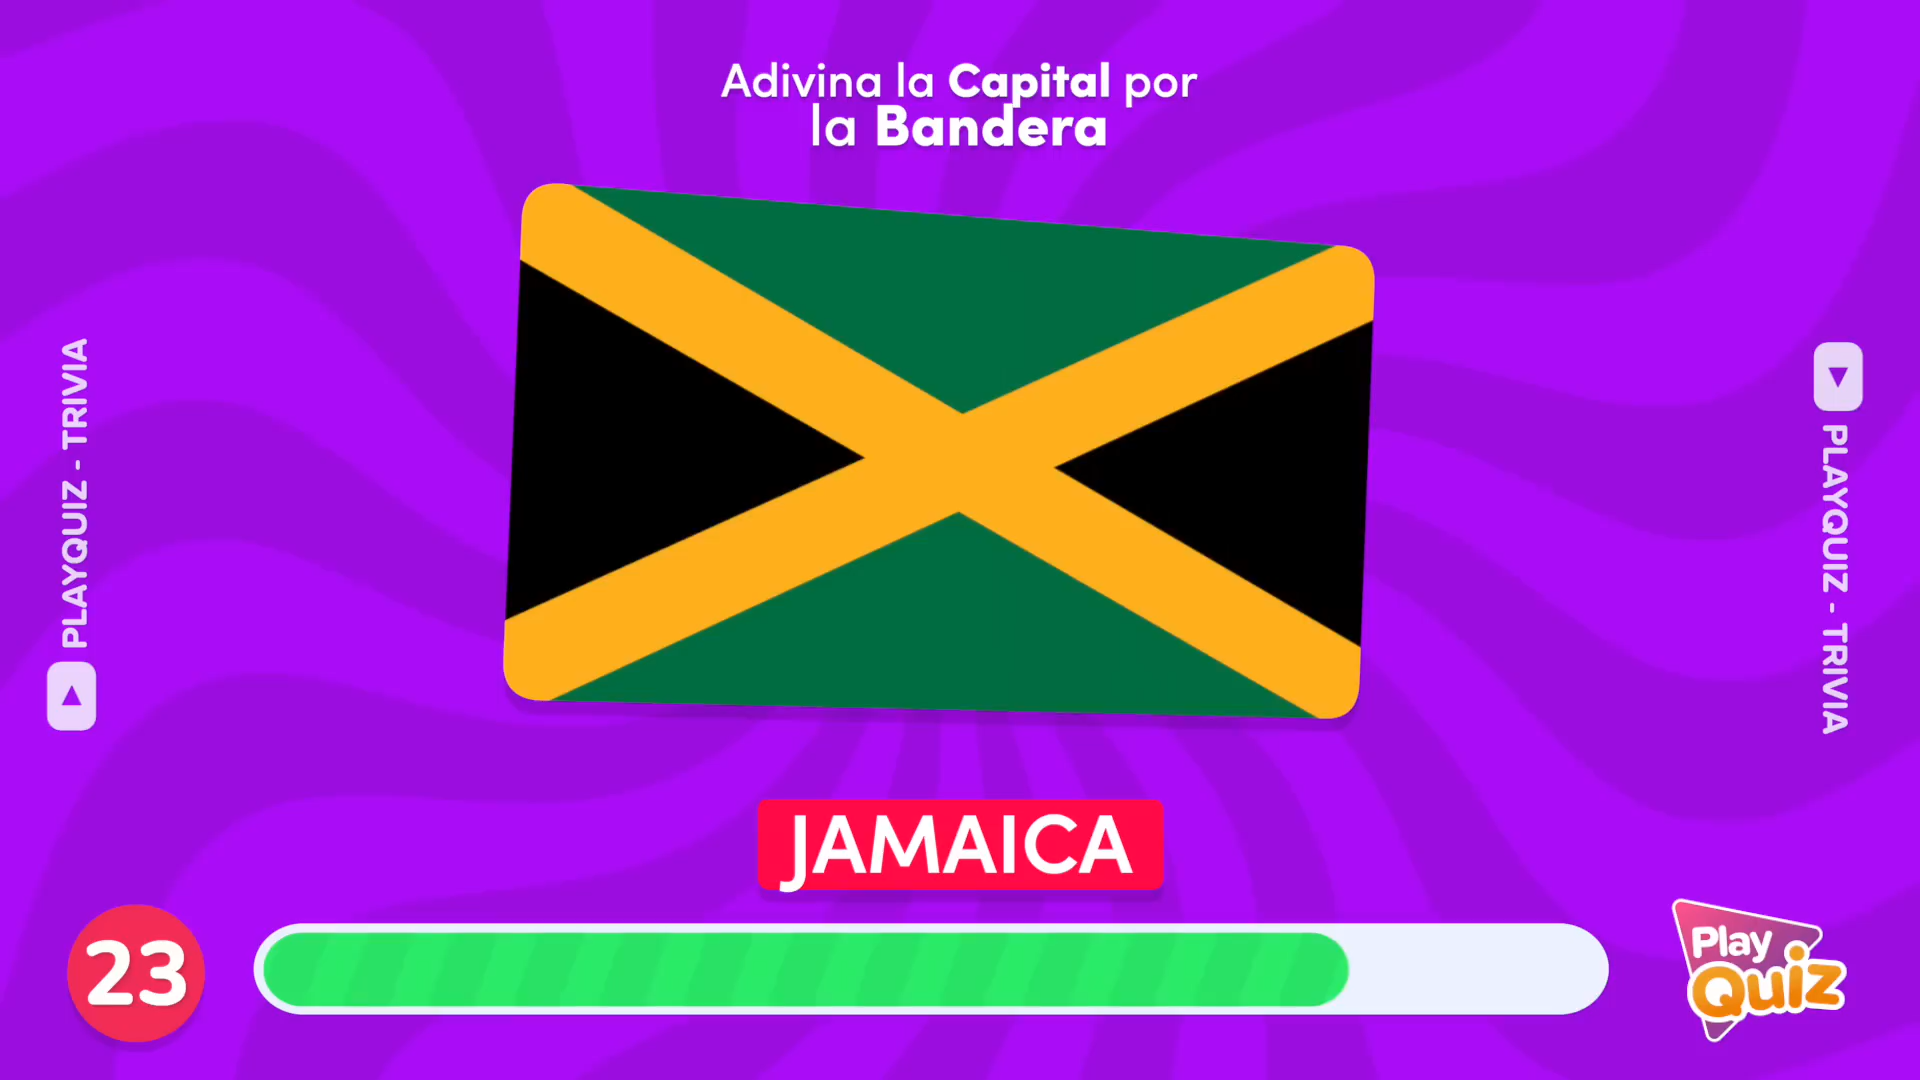 Adivina la Capital por
la Bandera
PLAYQUIZ - TRIVIA
PLAYQUIZ - TRIVIA
JAMAICA
23
Play
Quiz